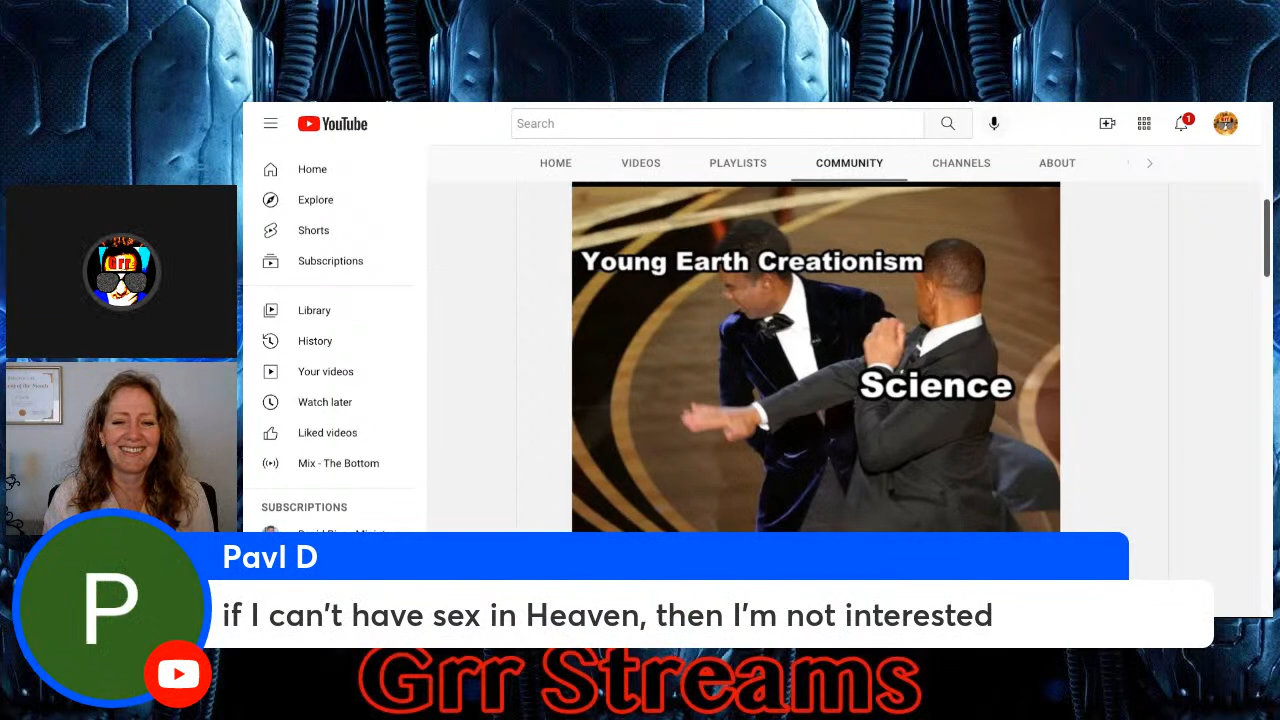 YouTube
Search
1
HOME
VIDEOS
PLAYLISTS
COMMUNITY
CHANNELS
ABOUT
Home
Explore
Shorts
Subscriptions
Library
History
Your videos
Watch later
Liked videos
Mix - The Bottom
SUBSCRIPTIONS
Grr
Young Earth Creationism
Science
P
Pavl D
if I can't have sex in Heaven, then I'm not interested
Grr Streams